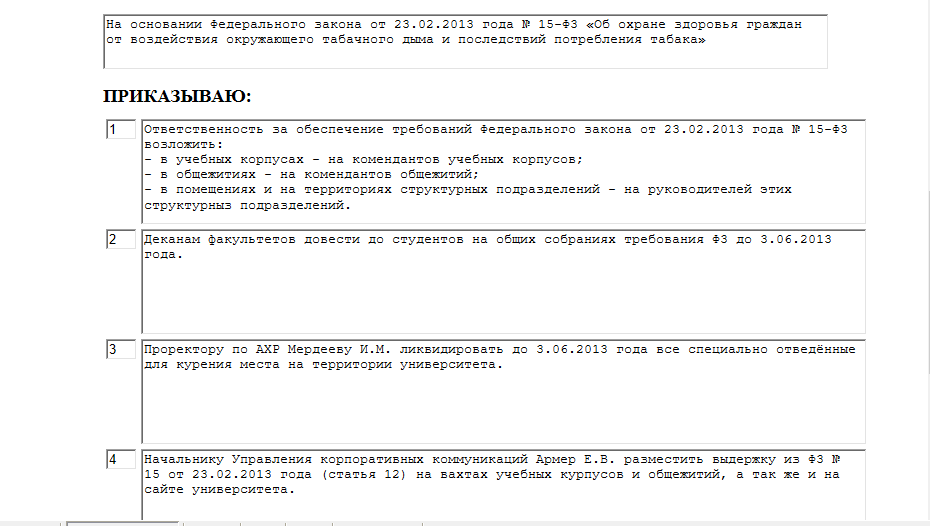 На основании Федерального закона от 23.02.2013 года № 15-ФЗ «Об охране здоровья граждан
от воздействия окружающего табачного дыма и последствий потребления табака»
ПРИКАЗЫВАЮ:
1
Ответственность за обеспечение требований Федерального закона от 23.02.2013 года № 15-ФЗ
возложить:
- в учебных корпусах - на комендантов учебных корпусов;
- в общежитиях - на комендантов общежитий;
- в помещениях и на территориях структурных подразделений - на руководителей этих
структурныз подразделений.
2
Деканам факультетов довести до студентов на общих собраниях требования ФЗ до 3.06.2013
года.
3
Проректору по АХР Мердееву И.М. ликвидировать до 3.06.2013 года все специально отведённые
для курения места на территории университета.
4
Начальнику Управления корпоративных коммуникаций Армер Е.В. разместить выдержку из ФЗ №
15 от 23.02.2013 года (статья 12) на вахтах учебных курпусов и общежитий, а так же и на
сайте университета.